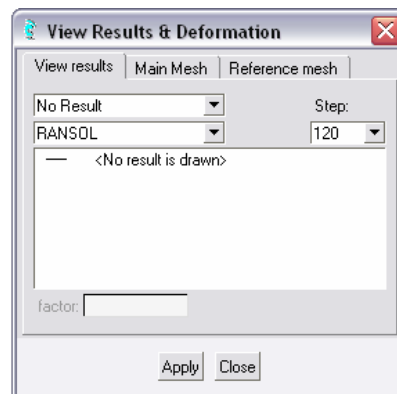 View Results & Deformation
View results Main Mesh Reference mesh
No Result Step:
RANSOL 120
<No result is drawn>
factor:
Apply Close